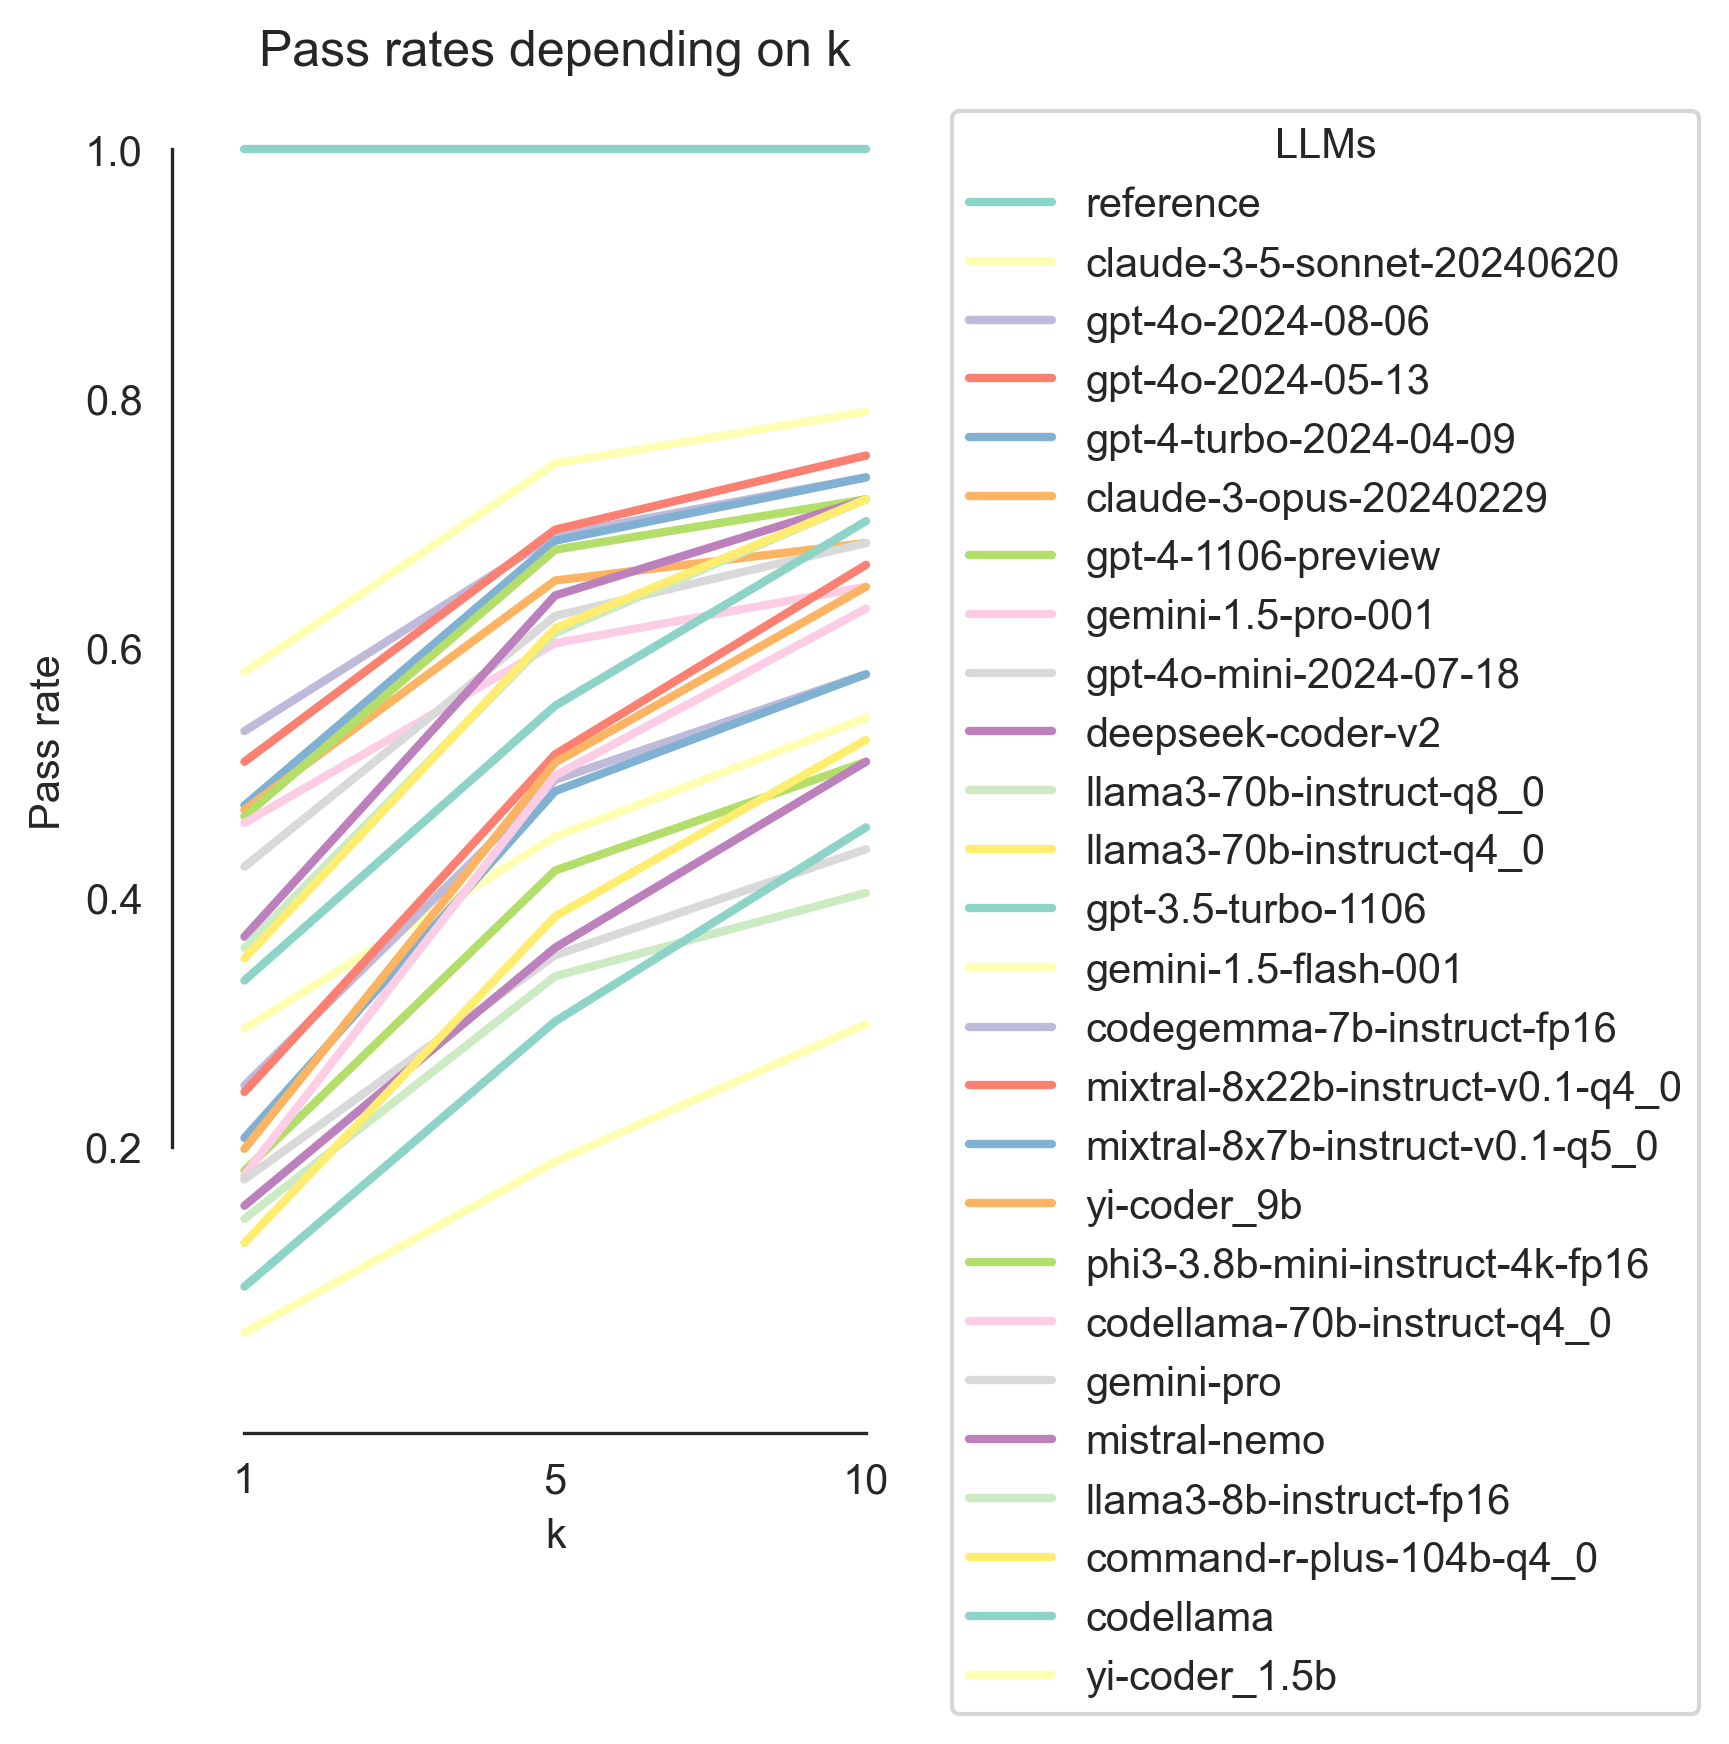 Pass rates depending on k
1.0
0.8
0.6
0.4
0.2
Pass rate
1 5 10
k
LLMs
reference
claude-3-5-sonnet-20240620
gpt-4o-2024-08-06
gpt-4o-2024-05-13
gpt-4-turbo-2024-04-09
claude-3-opus-20240229
gpt-4-1106-preview
gemini-1.5-pro-001
gpt-4o-mini-2024-07-18
deepseek-coder-v2
llama3-70b-instruct-q8_0
llama3-70b-instruct-q4_0
gpt-3.5-turbo-1106
gemini-1.5-flash-001
codegemma-7b-instruct-fp16
mixtral-8x22b-instruct-v0.1-q4_0
mixtral-8x7b-instruct-v0.1-q5_0
yi-coder_9b
phi3-3.8b-mini-instruct-4k-fp16
codellama-70b-instruct-q4_0
gemini-pro
mistral-nemo
llama3-8b-instruct-fp16
command-r-plus-104b-q4_0
codellama
yi-coder_1.5b